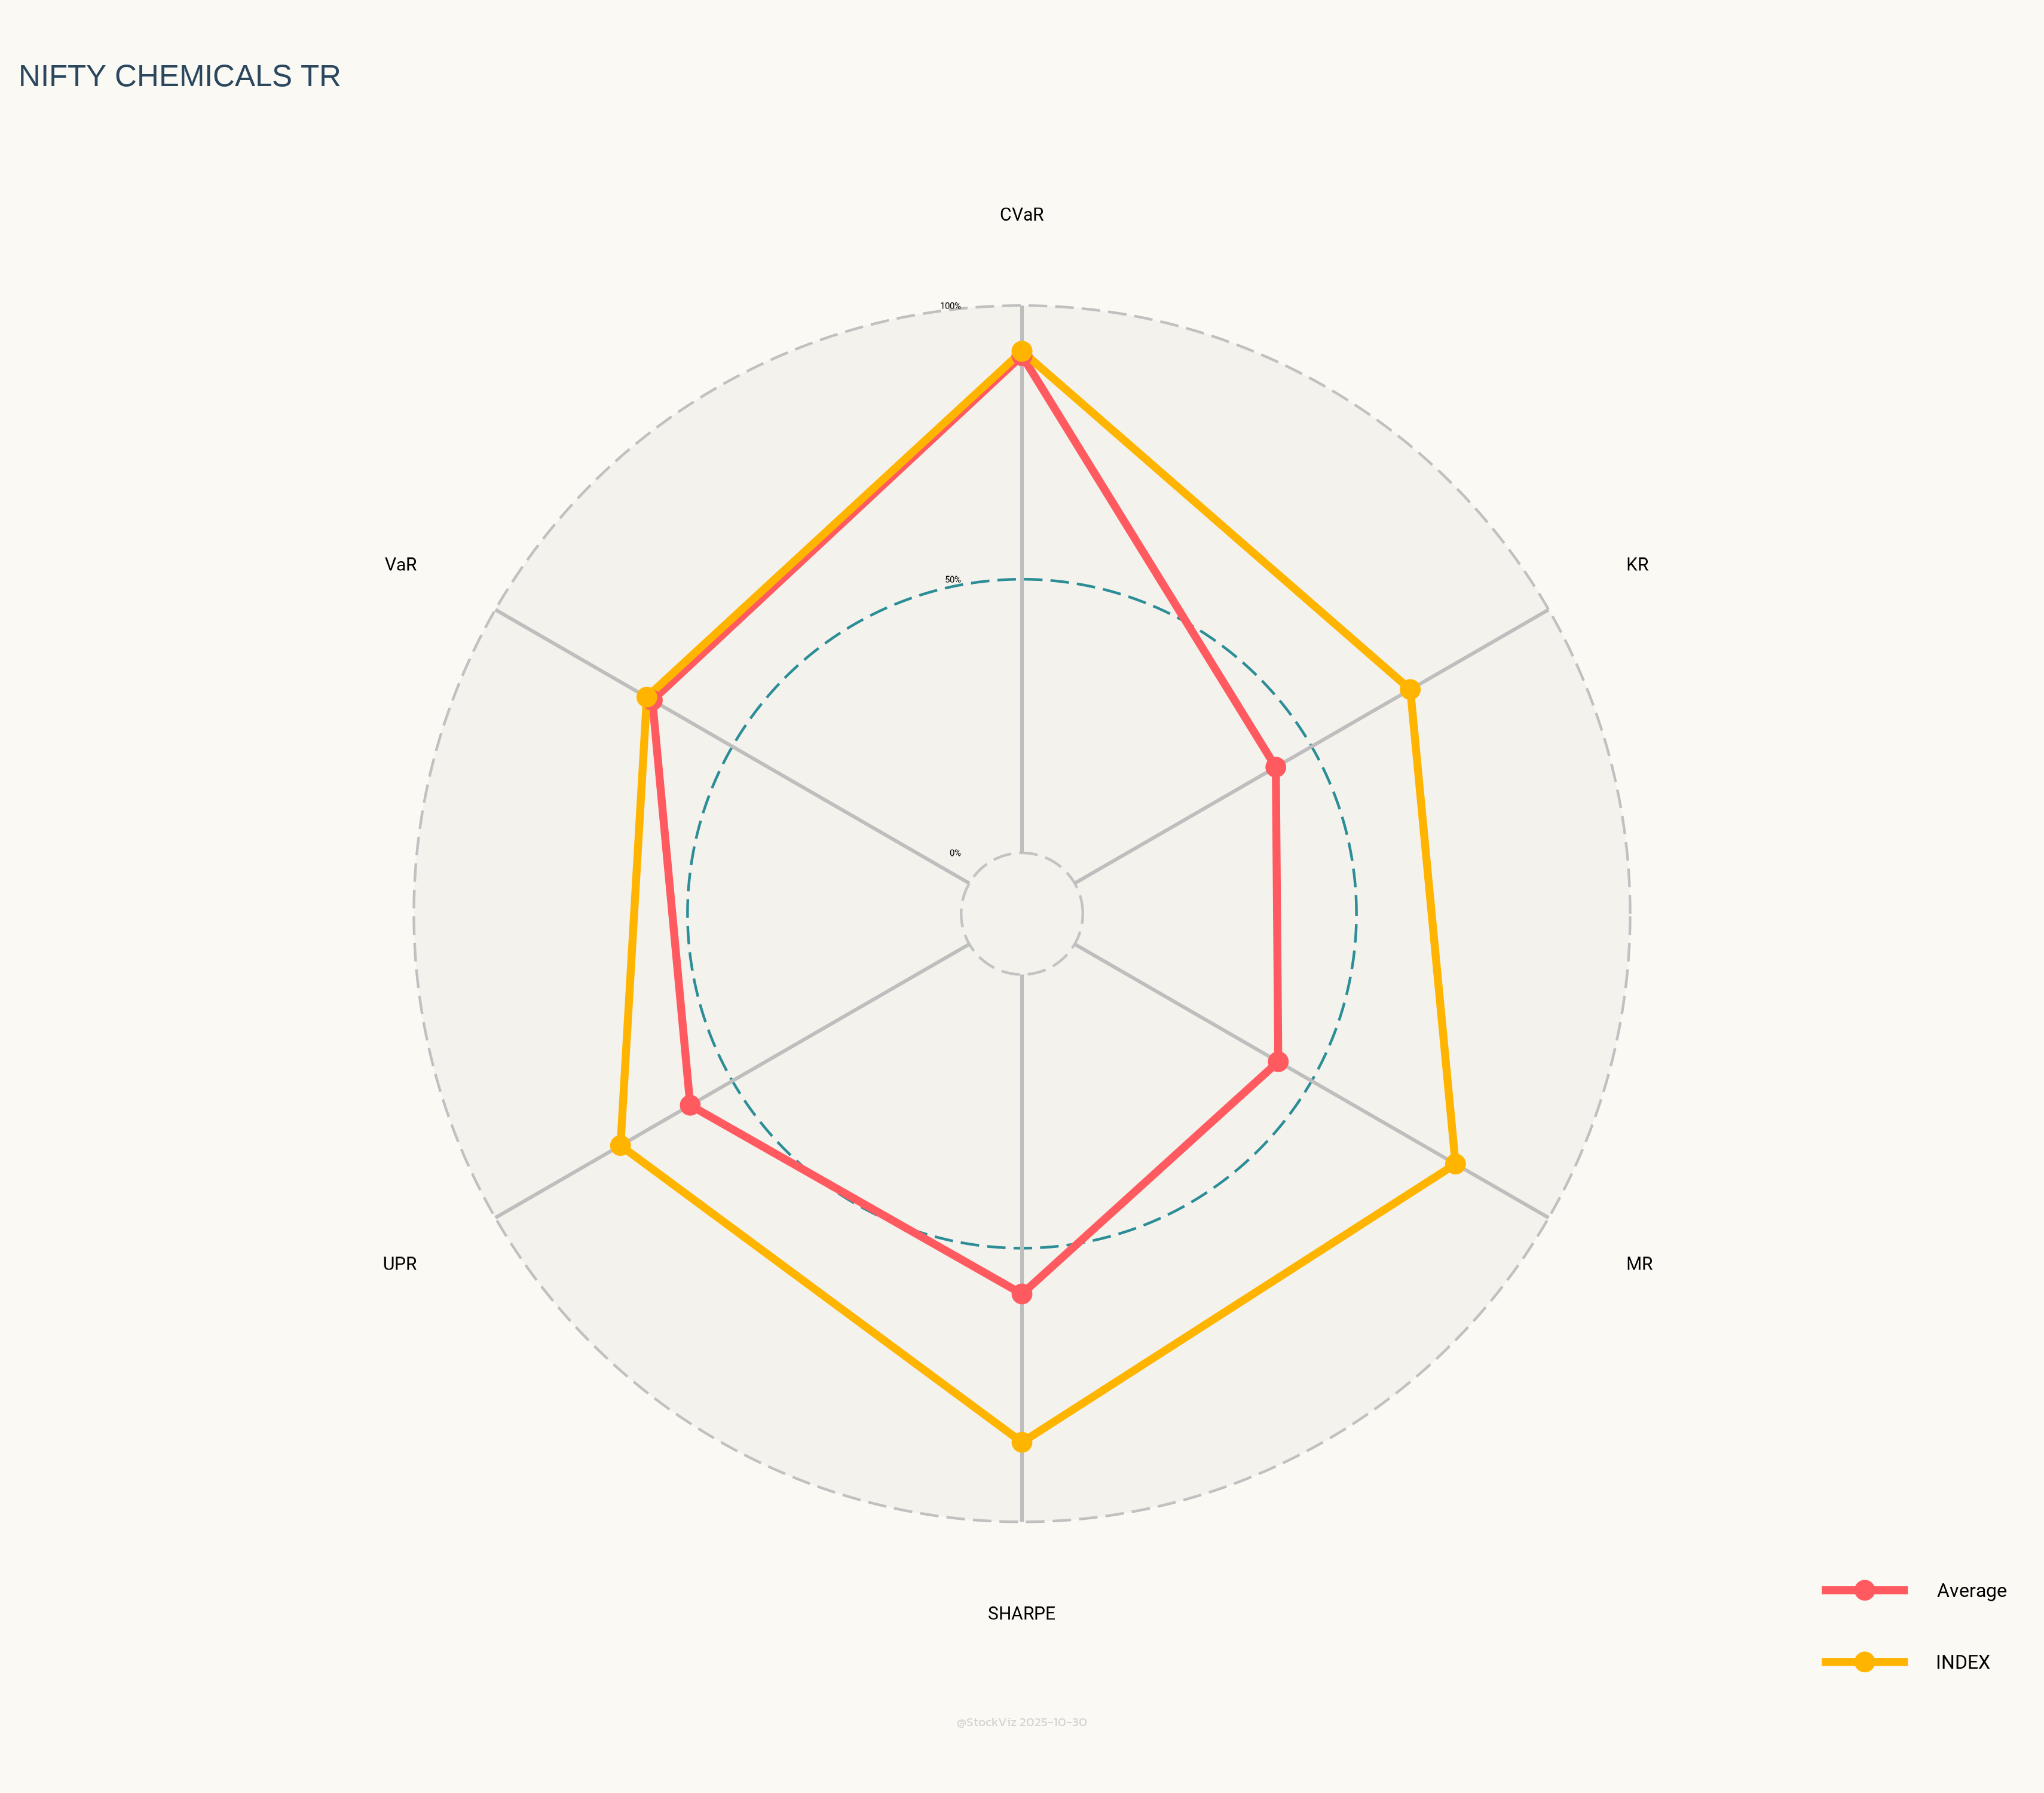 NIFTY CHEMICALS TR
CVaR
100%
VaR
KR
50%
0%
UPR
MR
SHARPE
Average
INDEX
@StockViz 2025-10-30